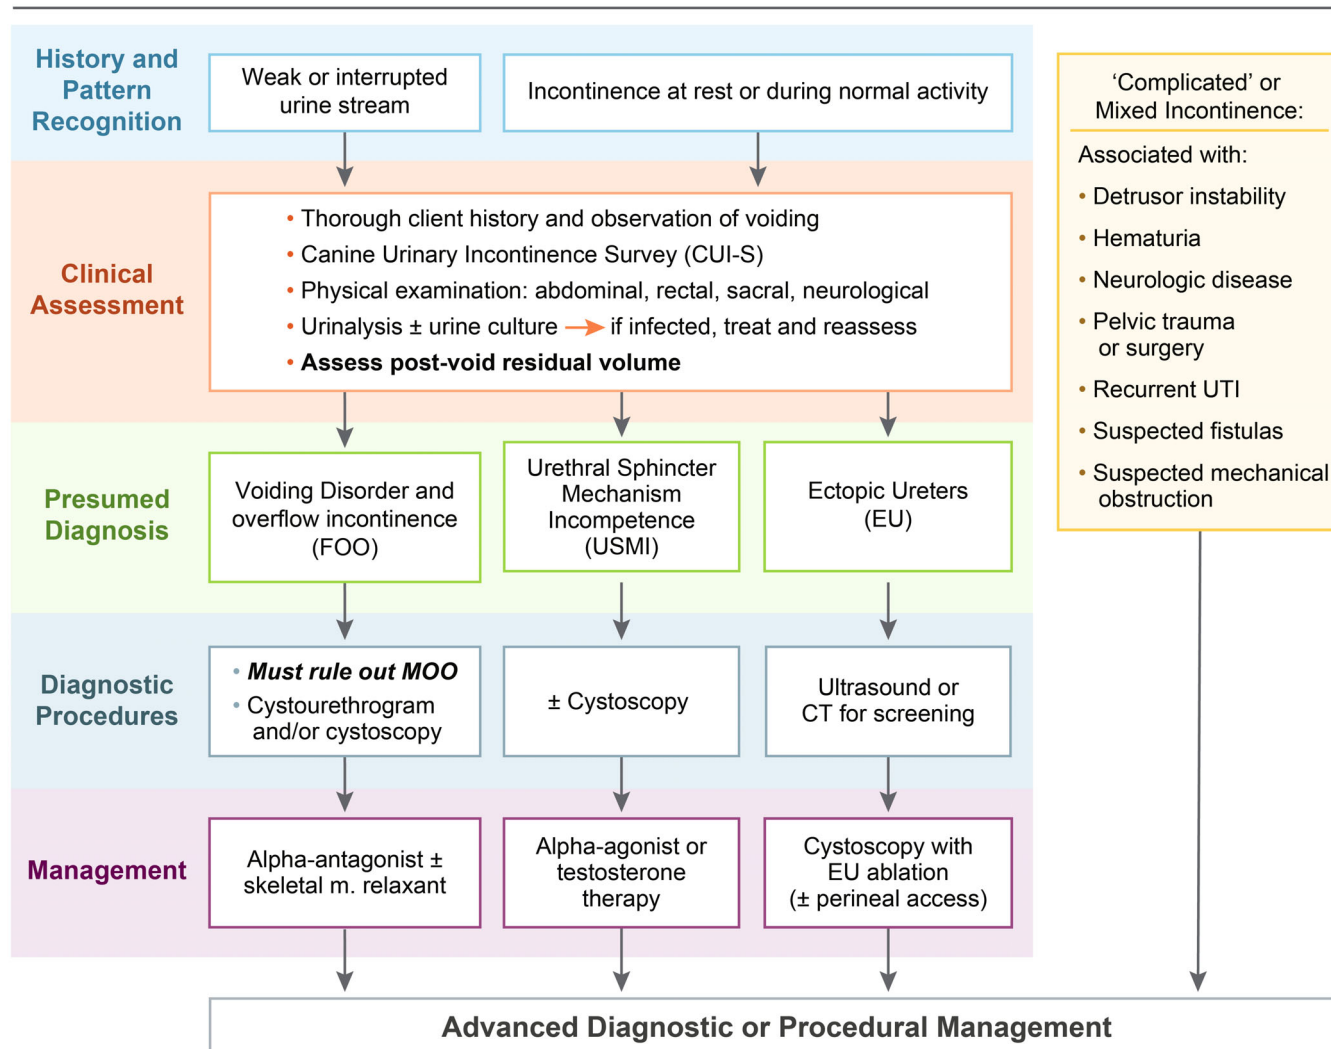 History and
Pattern
Recognition
Weak or interrupted
urine stream
Incontinence at rest or during normal activity
Clinical
Assessment
• Thorough client history and observation of voiding
• Canine Urinary Incontinence Survey (CUI-S)
• Physical examination: abdominal, rectal, sacral, neurological
• Urinalysis ± urine culture → if infected, treat and reassess
• Assess post-void residual volume
Presumed
Diagnosis
Voiding Disorder and
overflow incontinence
(FOO)
Urethral Sphincter
Mechanism
Incompetence
(USMI)
Ectopic Ureters
(EU)
Diagnostic
Procedures
• Must rule out MOO
• Cystourethrogram
and/or cystoscopy
± Cystoscopy
Ultrasound or
CT for screening
Management
Alpha-antagonist ±
skeletal m. relaxant
Alpha-agonist or
testosterone
therapy
Cystoscopy with
EU ablation
(± perineal access)
‘Complicated’ or
Mixed Incontinence:
Associated with:
• Detrusor instability
• Hematuria
• Neurologic disease
• Pelvic trauma
or surgery
• Recurrent UTI
• Suspected fistulas
• Suspected mechanical
obstruction
Advanced Diagnostic or Procedural Management